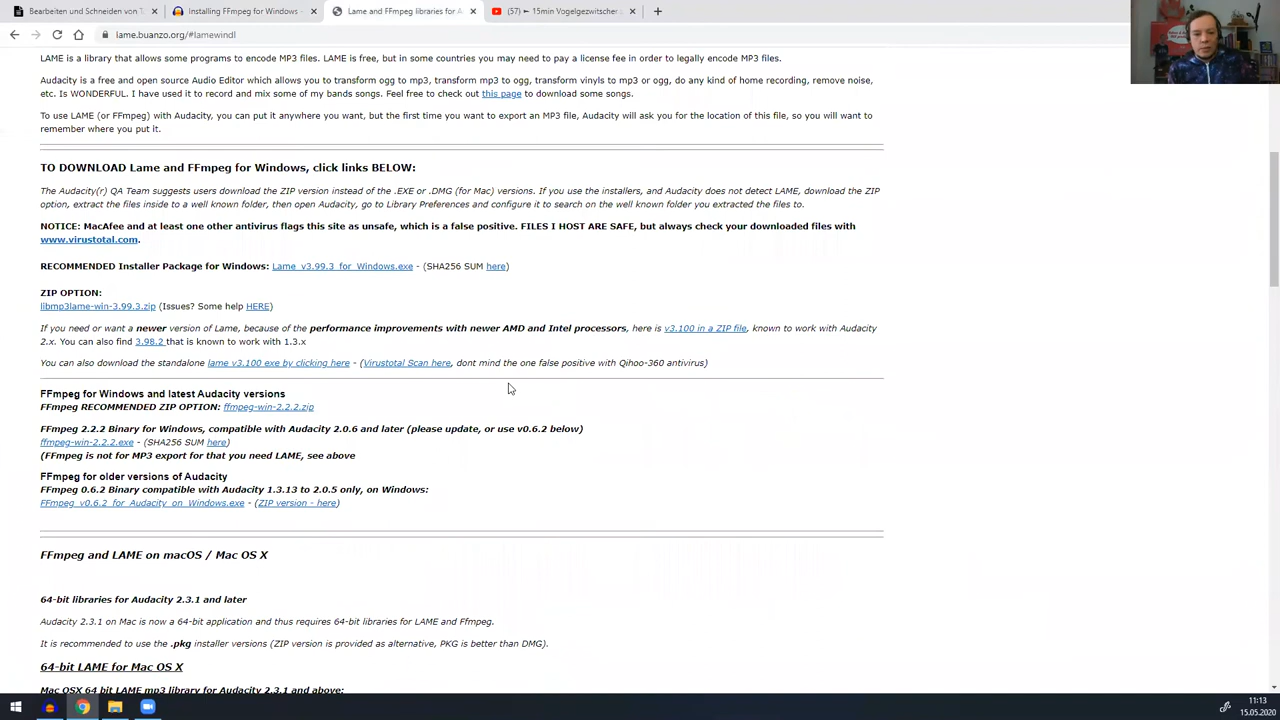 Bearbeiten und Schneiden von T
Installing FFmpeg for Windows -
Lame and FFmpeg libraries for A
(57) ► 15min Vogelgezwitscher
lame.buanzo.org/#lamewindl
LAME is a library that allows some programs to encode MP3 files. LAME is free, but in some countries you may need to pay a license fee in order to legally encode MP3 files.
Audacity is a free and open source Audio Editor which allows you to transform ogg to mp3, transform mp3 to ogg, transform vinyls to mp3 or ogg, do any kind of home recording, remove noise,
etc. Is WONDERFUL. I have used it to record and mix some of my bands songs. Feel free to check out this page to download some songs.
To use LAME (or FFmpeg) with Audacity, you can put it anywhere you want, but the first time you want to export an MP3 file, Audacity will ask you for the location of this file, so you will want to
remember where you put it.
TO DOWNLOAD Lame and FFmpeg for Windows, click links BELOW:
The Audacity(r) QA Team suggests users download the ZIP version instead of the .EXE or .DMG (for Mac) versions. If you use the installers, and Audacity does not detect LAME, download the ZIP
option, extract the files inside to a well known folder, then open Audacity, go to Library Preferences and configure it to search on the well known folder you extracted the files to.
NOTICE: MacAfee and at least one other antivirus flags this site as unsafe, which is a false positive. FILES I HOST ARE SAFE, but always check your downloaded files with
www.virustotal.com.
RECOMMENDED Installer Package for Windows: Lame_v3.99.3_for_Windows.exe - (SHA256 SUM here)
ZIP OPTION:
libmp3lame-win-3.99.3.zip (Issues? Some help HERE)
If you need or want a newer version of Lame, because of the performance improvements with newer AMD and Intel processors, here is v3.100 in a ZIP file, known to work with Audacity
2.x. You can also find 3.98.2 that is known to work with 1.3.x
You can also download the standalone lame v3.100 exe by clicking here - (Virustotal Scan here, dont mind the one false positive with Qihoo-360 antivirus)
FFmpeg for Windows and latest Audacity versions
FFmpeg RECOMMENDED ZIP OPTION: ffmpeg-win-2.2.2.zip
FFMPEG 2.2.2 Binary for Windows, compatible with Audacity 2.0.6 and later (please update, or use v0.6.2 below)
ffmpeg-win-2.2.2.exe - (SHA256 SUM here)
(FFmpeg is not for MP3 export for that you need LAME, see above
FFmpeg for older versions of Audacity
FFMPEG 0.6.2 Binary compatible with Audacity 1.3.13 to 2.0.5 only, on Windows:
FFmpeg_v0.6.2_for_Audacity_on_Windows.exe - (ZIP version - here)
FFmpeg and LAME on macOS / Mac OS X
64-bit libraries for Audacity 2.3.1 and later
Audacity 2.3.1 on Mac is now a 64-bit application and thus requires 64-bit libraries for LAME and Ffmpeg.
It is recommended to use the .pkg installer versions (ZIP version is provided as alternative, PKG is better than DMG).
64-bit LAME for Mac OS X
Mac OSX 64 bit LAME mp3 library for Audacity 2.3.1 and above:
11:13
15.05.2020